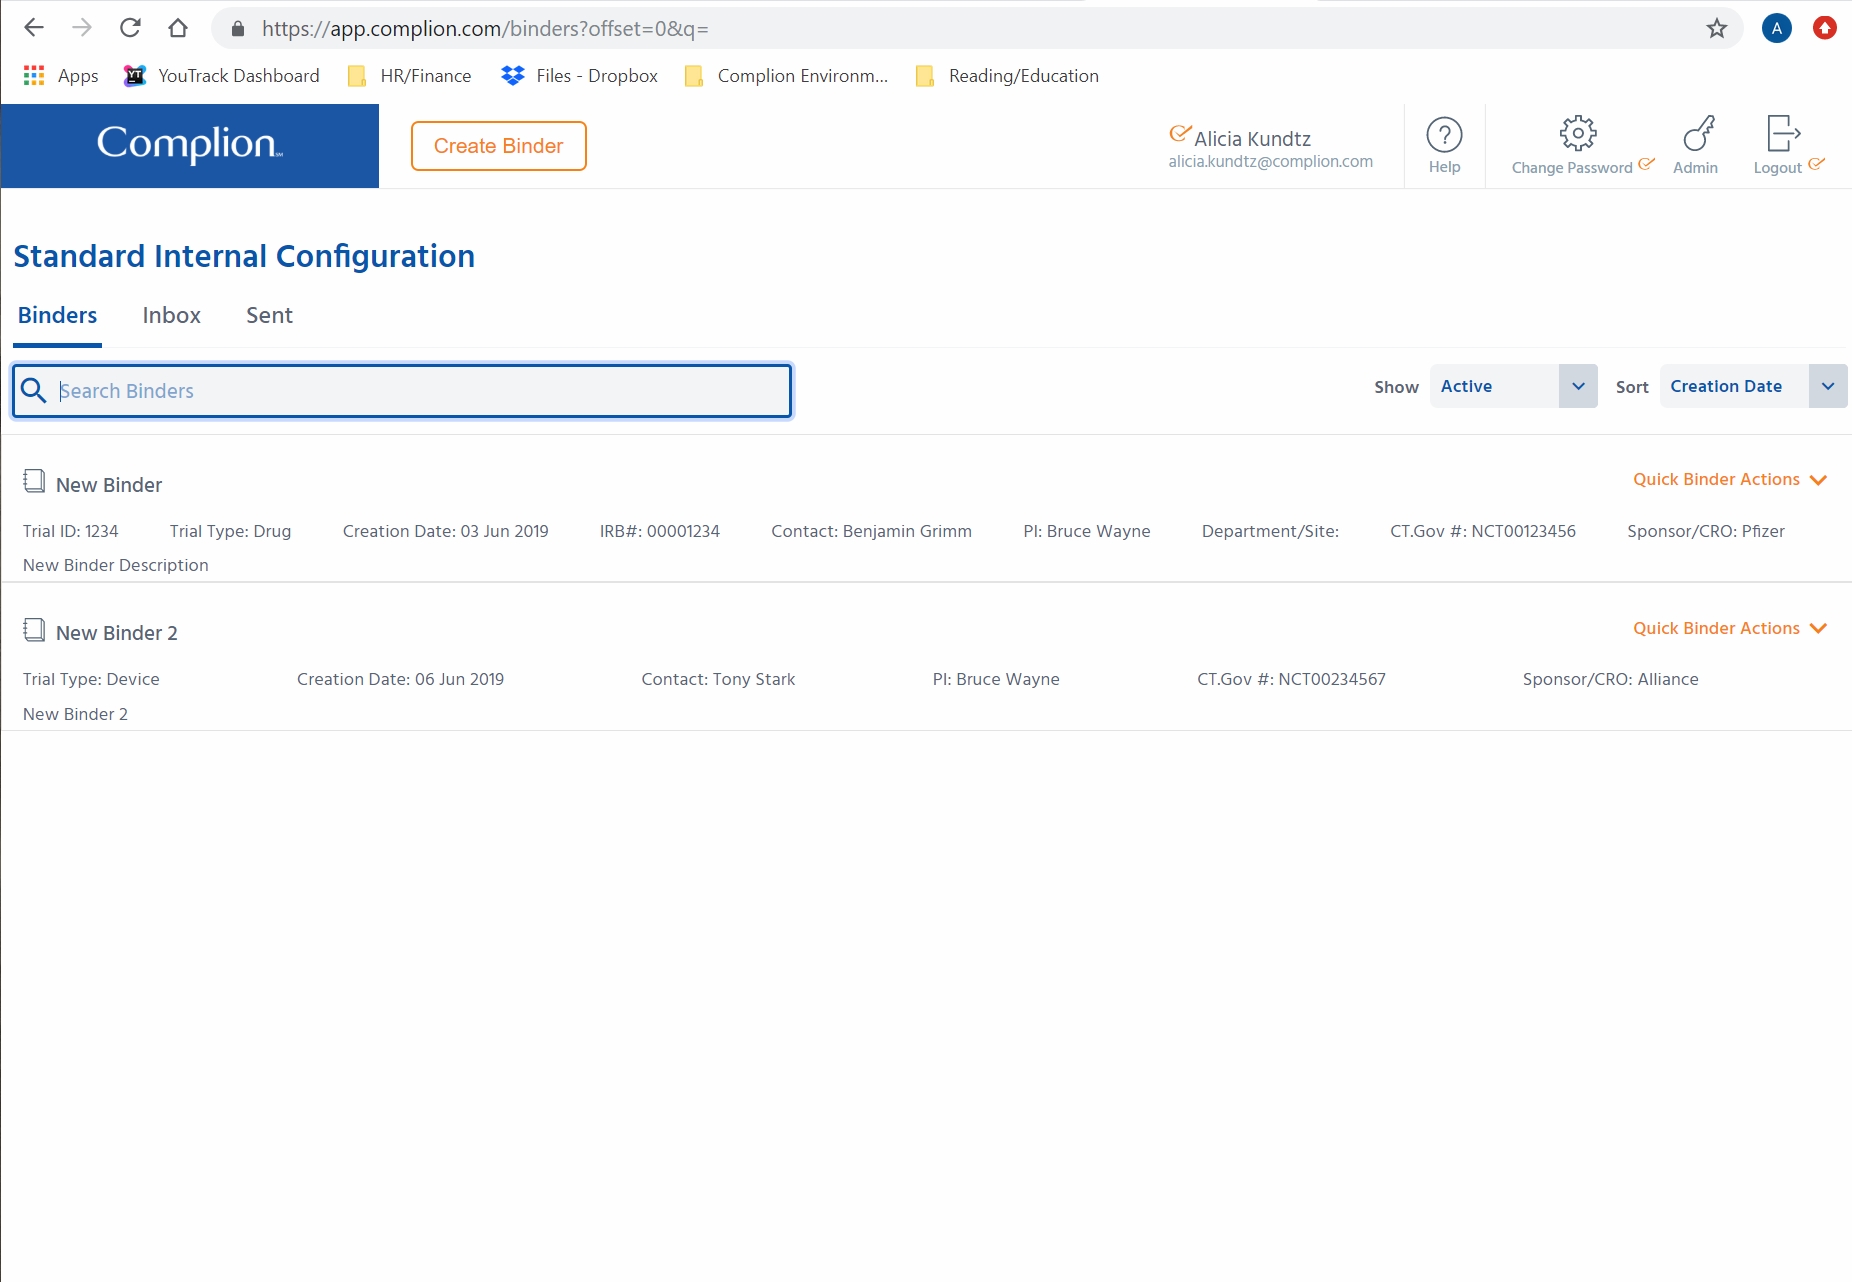 https://app.complion.com/binders?offset=0&q=
A
Apps YouTrack Dashboard HR/Finance Files - Dropbox Complion Environm... Reading/Education
YT
Complion
Create Binder
Alicia Kundtz
alicia.kundtz@complion.com
? Help
Change Password
Admin
Logout
Standard Internal Configuration
Binders Inbox Sent
Search Binders
Show Active Sort Creation Date
New Binder Quick Binder Actions
Trial ID: 1234 Trial Type: Drug Creation Date: 03 Jun 2019 IRB#: 00001234 Contact: Benjamin Grimm PI: Bruce Wayne Department/Site: CT.Gov #: NCT00123456 Sponsor/CRO: Pfizer
New Binder Description
New Binder 2 Quick Binder Actions
Trial Type: Device Creation Date: 06 Jun 2019 Contact: Tony Stark PI: Bruce Wayne CT.Gov #: NCT00234567 Sponsor/CRO: Alliance
New Binder 2